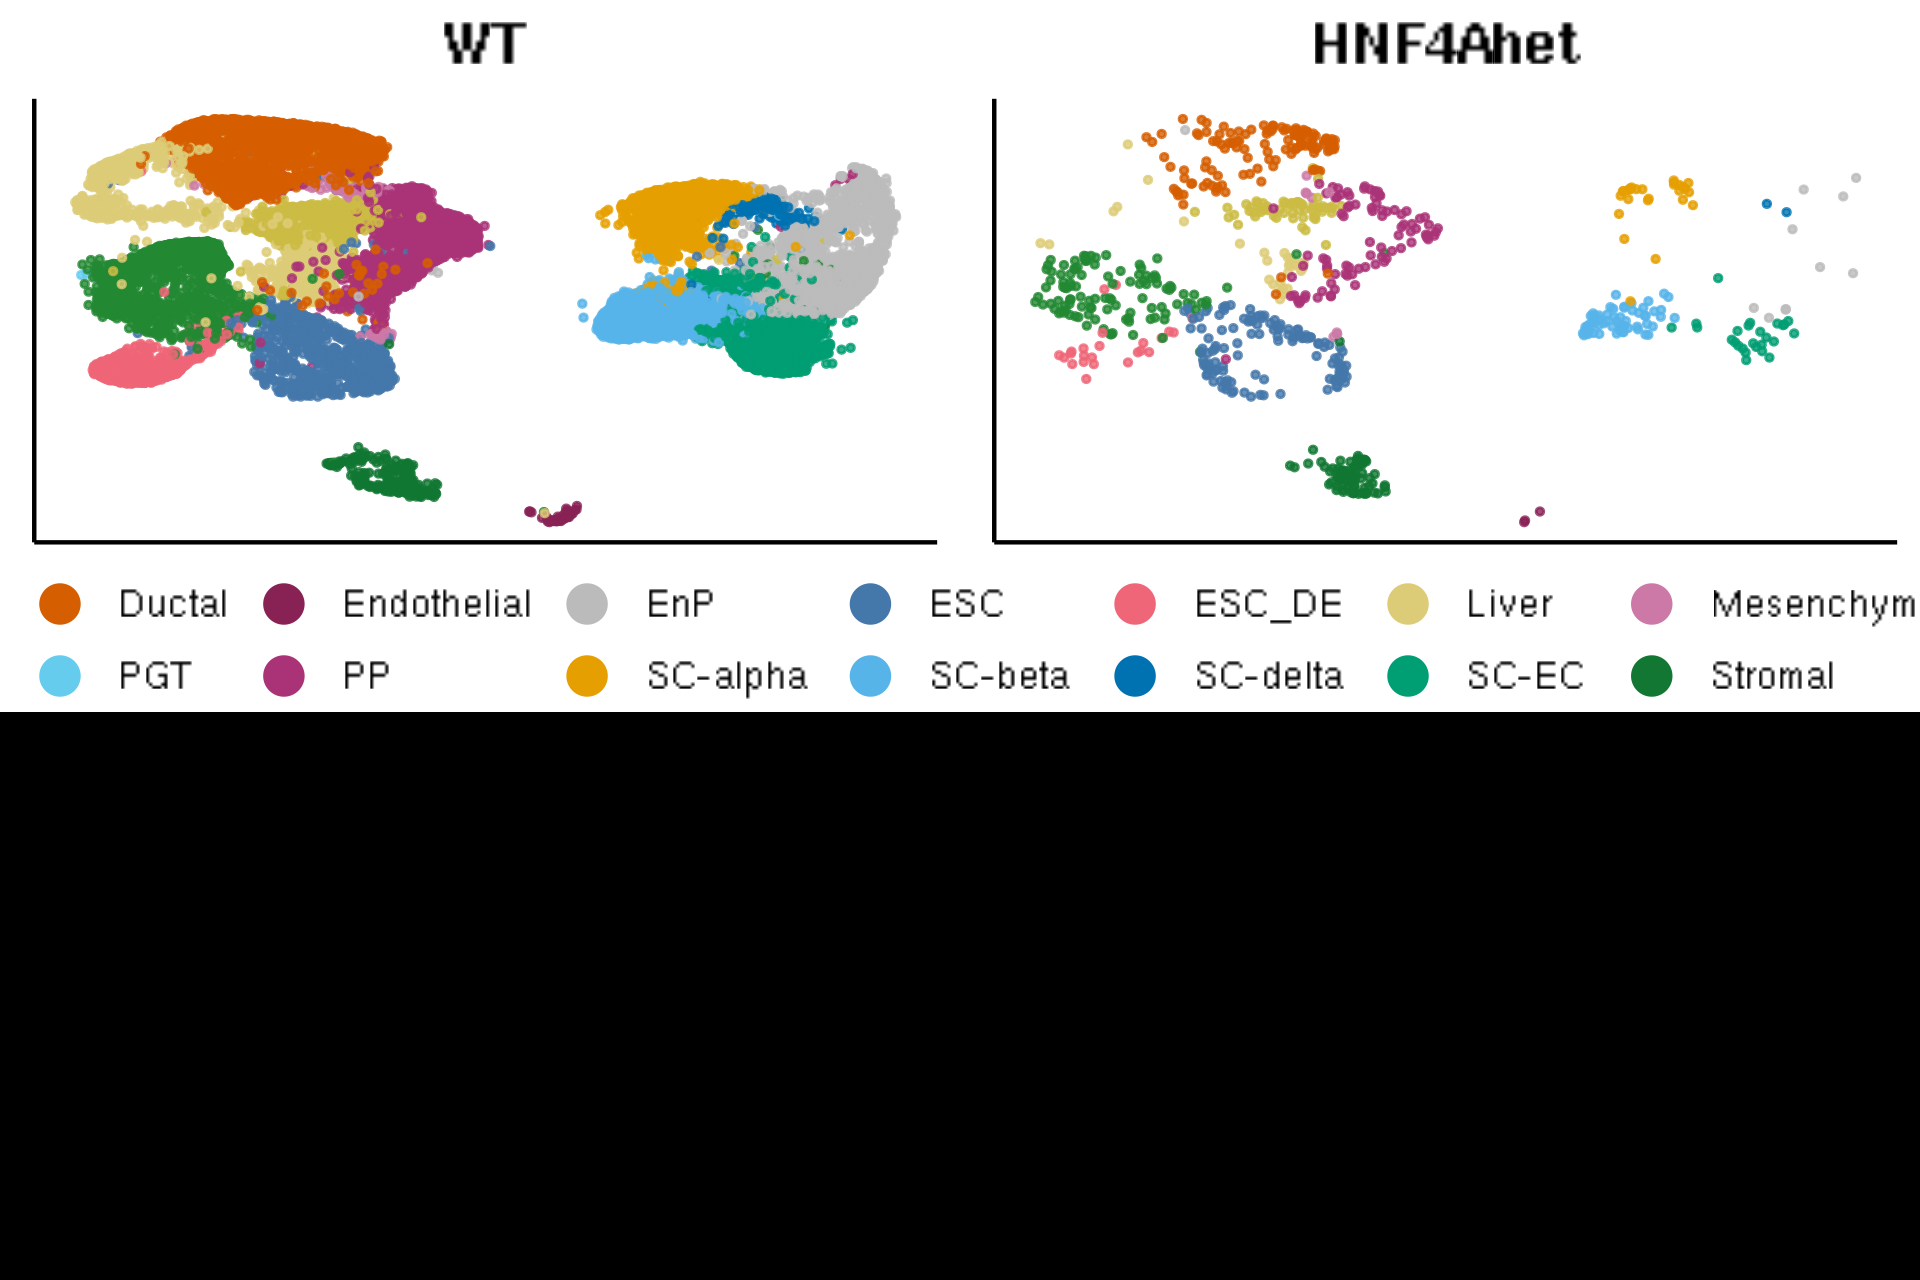 WT HNF4Ahet
Ductal Endothelial EnP ESC ESC_DE Liver Mesenchym
PGT PP SC-alpha SC-beta SC-delta SC-EC Stromal